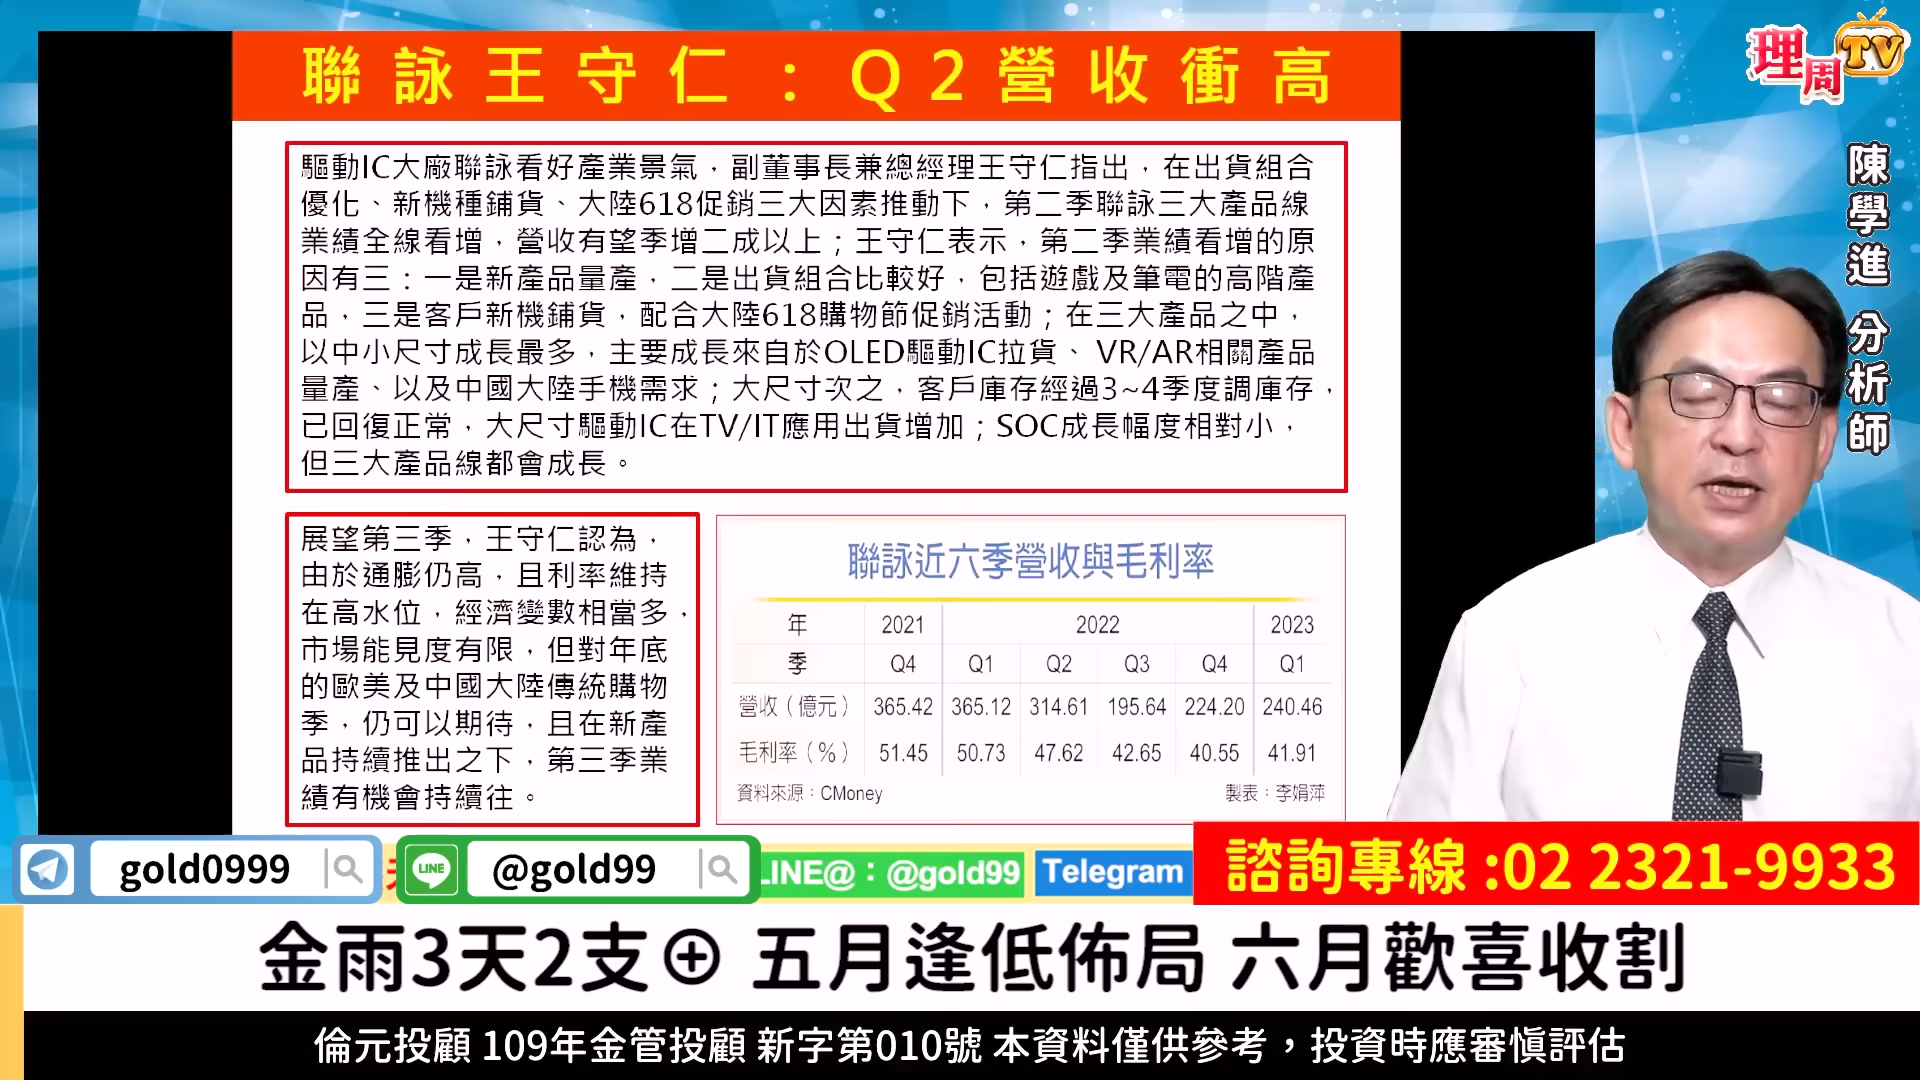 聯詠王守仁：Q2營收衝高
理周TV
陳學進 分析師
驅動IC大廠聯詠看好產業景氣，副董事長兼總經理王守仁指出，在出貨組合
優化、新機種鋪貨、大陸618促銷三大因素推動下，第二季聯詠三大產品線
業績全線看增，營收有望季增二成以上；王守仁表示，第二季業績看增的原
因有三：一是新產品量產，二是出貨組合比較好，包括遊戲及筆電的高階產
品，三是客戶新機鋪貨，配合大陸618購物節促銷活動；在三大產品之中，
以中小尺寸成長最多，主要成長來自於OLED驅動IC拉貨、VR/AR相關產品
量產、以及中國大陸手機需求；大尺寸次之，客戶庫存經過3~4季度調庫存，
已回復正常，大尺寸驅動IC在TV/IT應用出貨增加；SOC成長幅度相對小，
但三大產品線都會成長。
展望第三季，王守仁認為，
由於通膨仍高，且利率維持
在高水位，經濟變數相當多，
市場能見度有限，但對年底
的歐美及中國大陸傳統購物
季，仍可以期待，且在新產
品持續推出之下，第三季業
績有機會持續往。
聯詠近六季營收與毛利率
年 2021 2022 2023
季 Q4 Q1 Q2 Q3 Q4 Q1
營收（億元） 365.42 365.12 314.61 195.64 224.20 240.46
毛利率（%） 51.45 50.73 47.62 42.65 40.55 41.91
資料來源：CMoney 製表：李娟萍
gold0999
LINE
@gold99
LINE@：@gold99
Telegram
諮詢專線:02 2321-9933
金雨3天2支⊕ 五月逢低佈局 六月歡喜收割
倫元投顧 109年金管投顧 新字第010號 本資料僅供參考，投資時應審慎評估